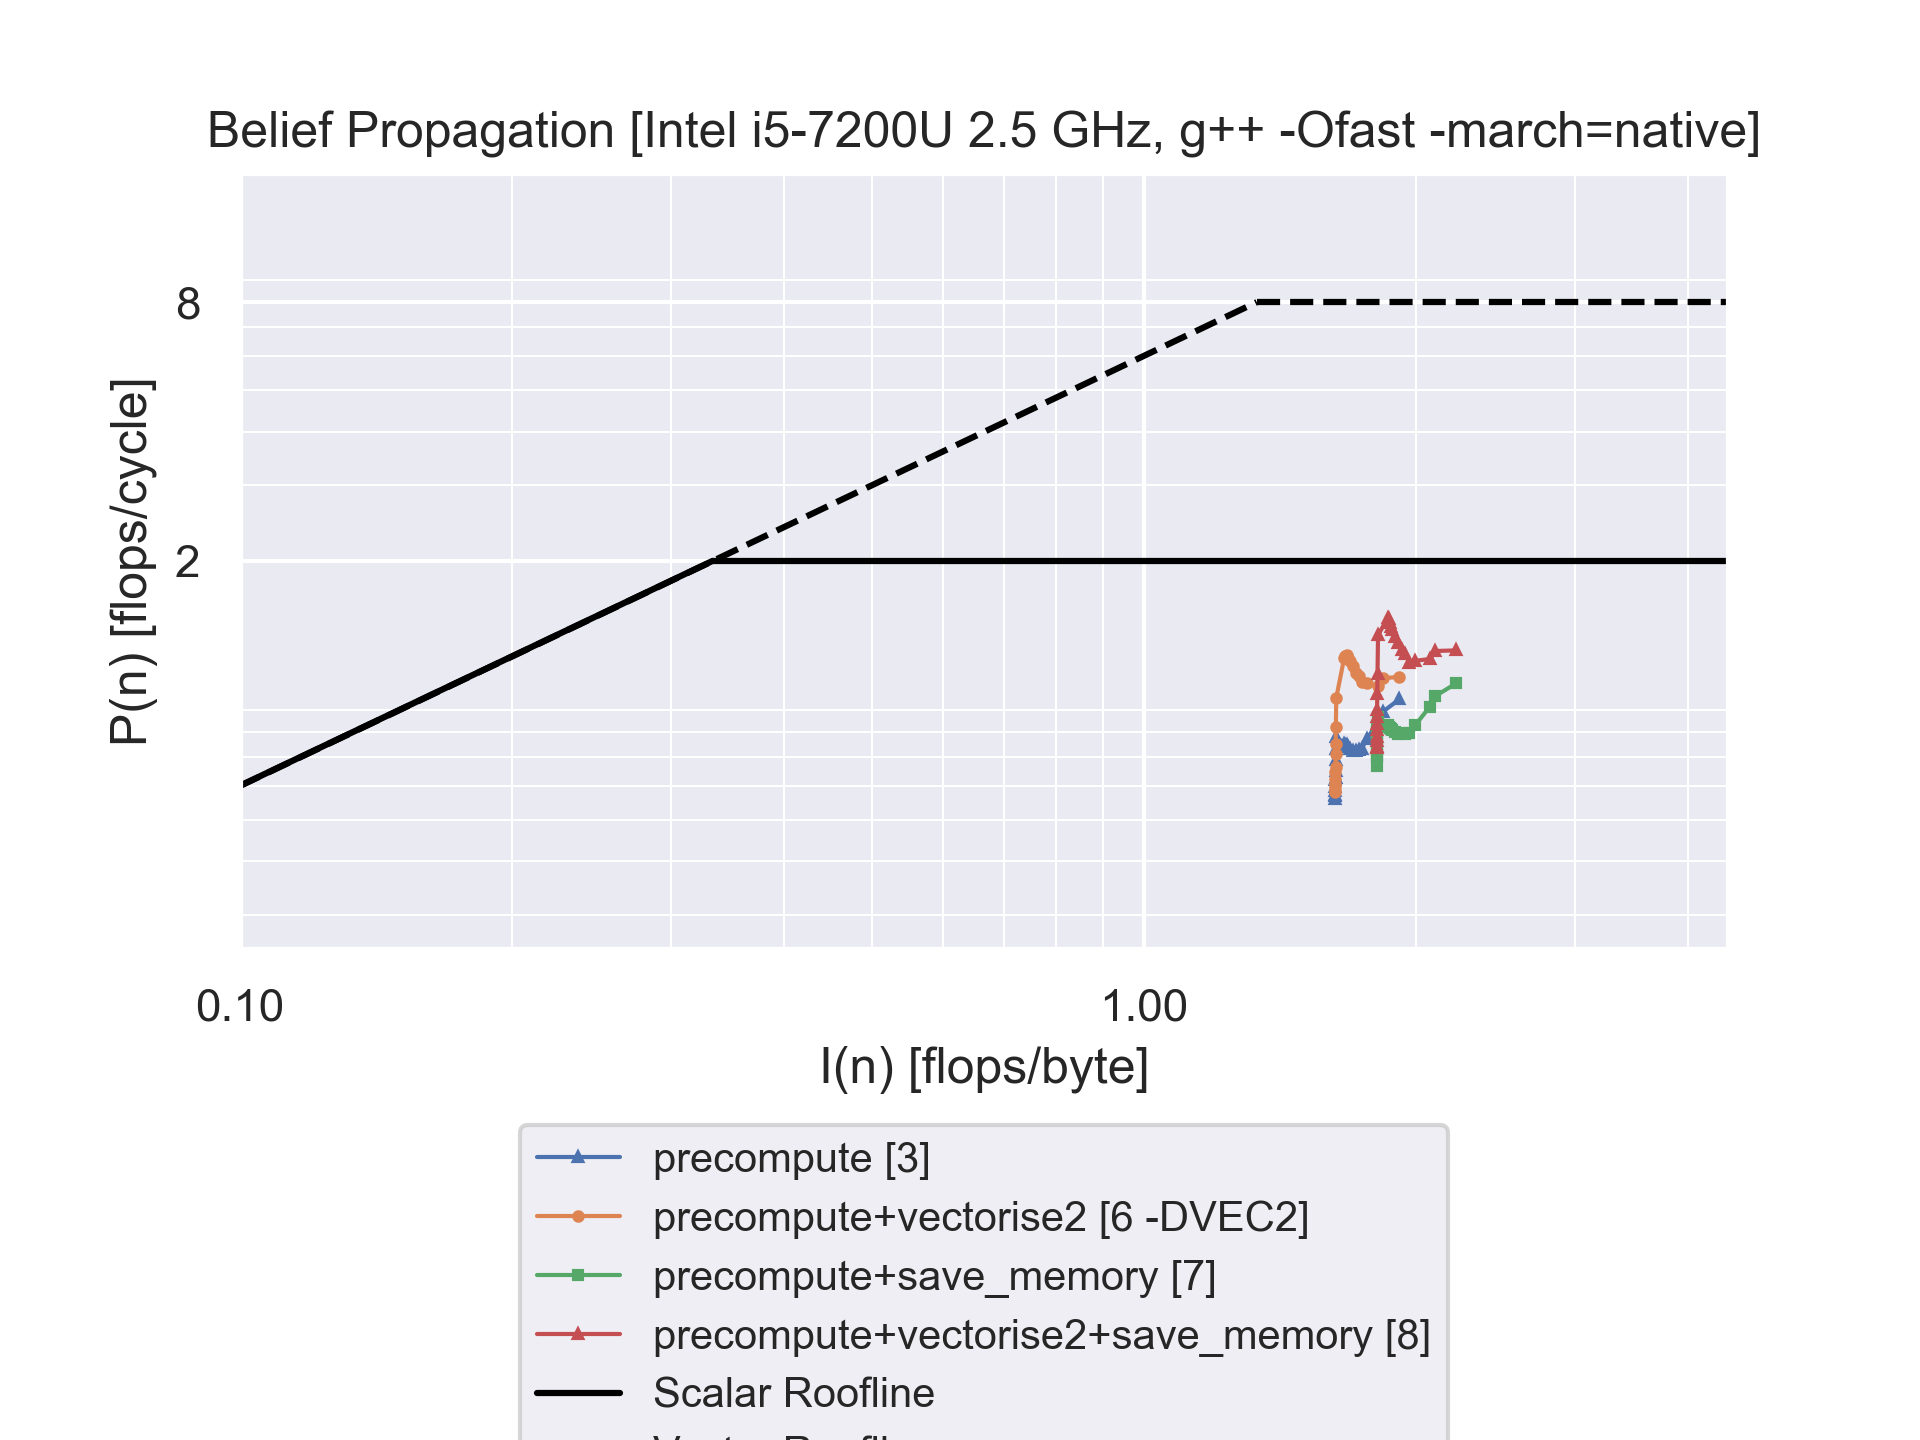 Belief Propagation [Intel i5-7200U 2.5 GHz, g++ -Ofast -march=native]
P(n) [flops/cycle]
8
2
0.10
1.00
I(n) [flops/byte]
precompute [3]
precompute+vectorise2 [6 -DVEC2]
precompute+save_memory [7]
precompute+vectorise2+save_memory [8]
Scalar Roofline